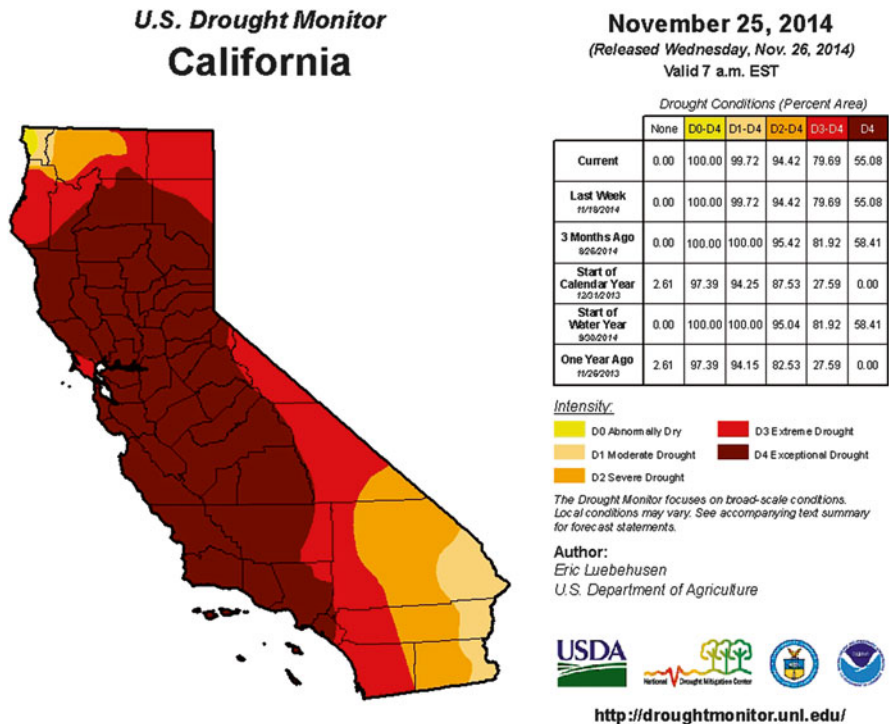 U.S. Drought Monitor
California
November 25, 2014
(Released Wednesday, Nov. 26, 2014)
Valid 7 a.m. EST
Drought Conditions (Percent Area)
None D0-D4 D1-D4 D2-D4 D3-D4 D4
Current 0.00 100.00 99.72 94.42 79.69 55.08
Last Week 0.00 100.00 99.72 94.42 79.69 55.08
11/18/2014
3 Months Ago 0.00 100.00 100.00 95.42 81.92 58.41
8/26/2014
Start of
Calendar Year 2.61 97.39 94.25 87.53 27.59 0.00
12/31/2013
Start of
Water Year 0.00 100.00 100.00 95.04 81.92 58.41
9/30/2014
One Year Ago 2.61 97.39 94.15 82.53 27.59 0.00
11/26/2013
Intensity:
D0 Abnormally Dry
D1 Moderate Drought
D2 Severe Drought
D3 Extreme Drought
D4 Exceptional Drought
The Drought Monitor focuses on broad-scale conditions.
Local conditions may vary. See accompanying text summary
for forecast statements.
Author:
Eric Luebehusen
U.S. Department of Agriculture
USDA
National Drought Mitigation Center
http://droughtmonitor.unl.edu/